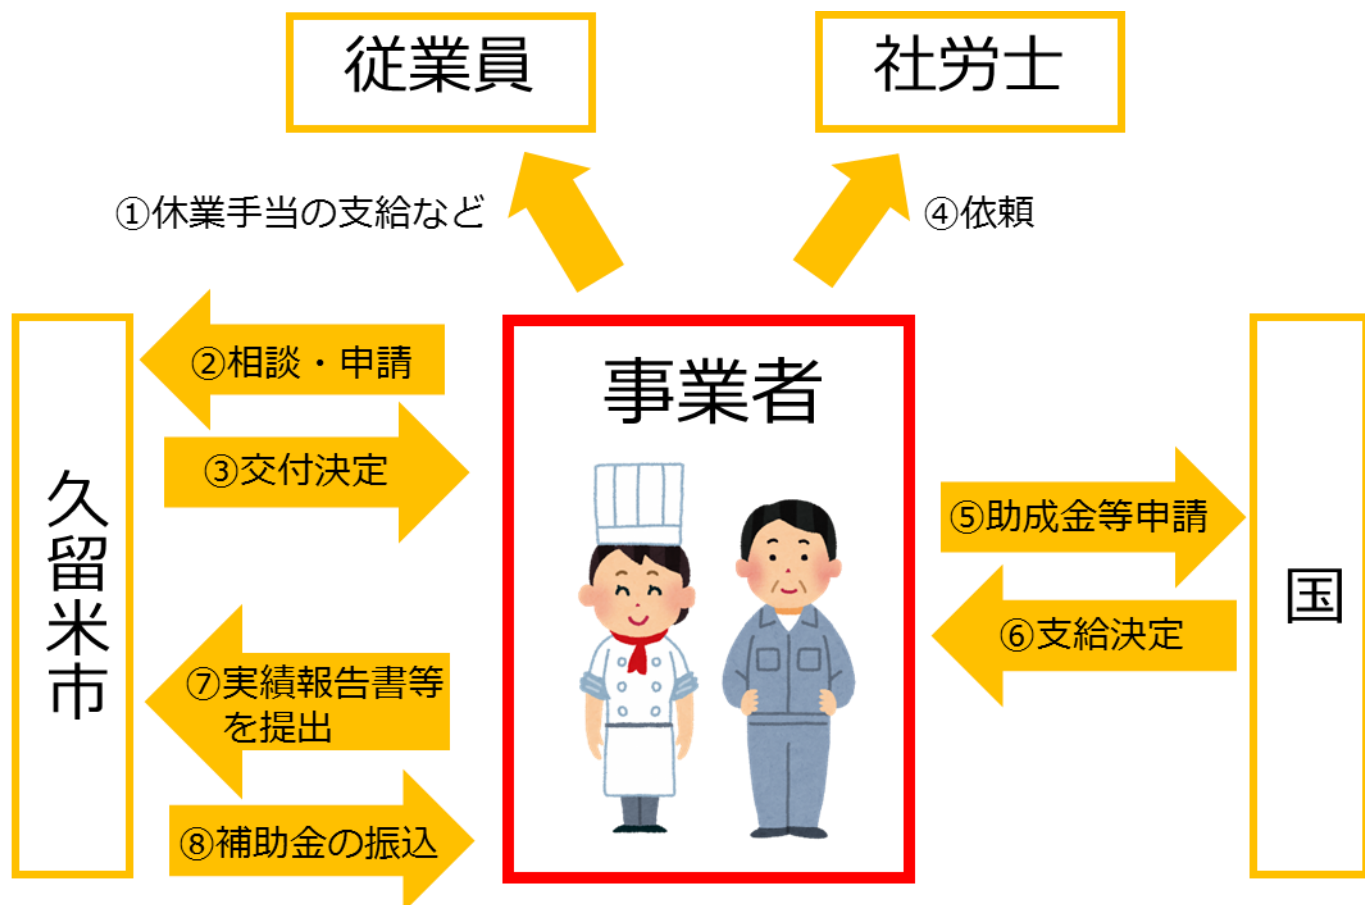 従業員
社労士
①休業手当の支給など
④依頼
②相談・申請
③交付決定
久留米市
事業者
⑤助成金等申請
⑥支給決定
国
⑦実績報告書等
を提出
⑧補助金の振込